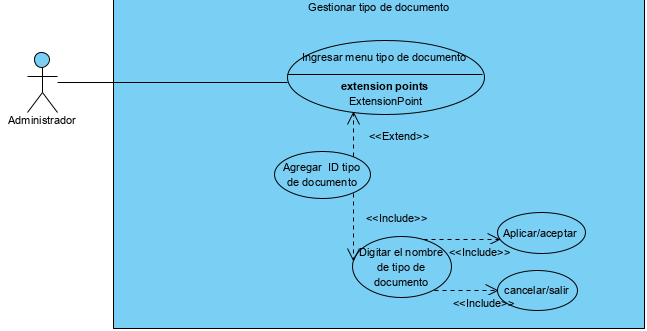 Gestionar tipo de documento
Ingresar menu tipo de documento
extension points
ExtensionPoint
Administrador
<<Extend>>
Agregar ID tipo
de documento
<<Include>>
Digitar el nombre
de tipo de
documento
Aplicar/aceptar
<<Include>>
cancelar/salir
<<Include>>